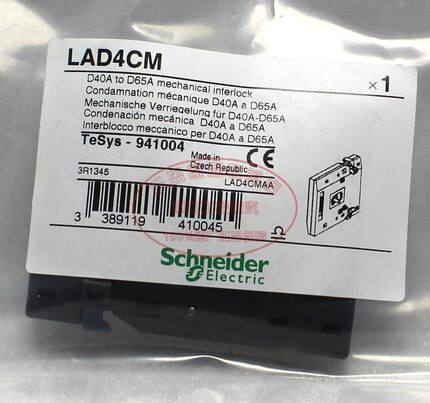 LAD4CM
D40A to D65A mechanical interlock
Condamnation mécanique D40A a D65A
Mechanische Verriegelung für D40A-D65A
Condenación mecánica D40A a D65A
Interblocco meccanico per D40A a D65A
x1
TeSys - 941004
Made in
Czech Republic
CE
3R1345
LAD4CMAA
3 389119 410045
Schneider
Electric